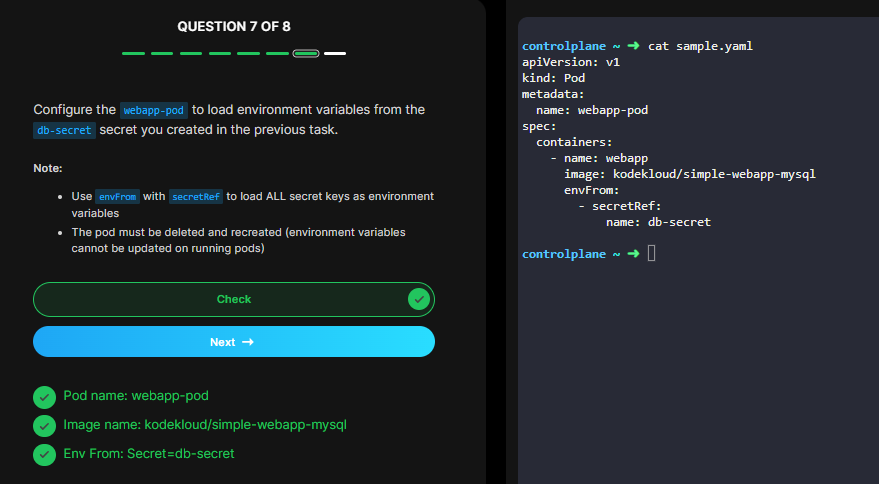 QUESTION 7 OF 8
Configure the webapp-pod to load environment variables from the
db-secret secret you created in the previous task.
Note:
• Use envFrom with secretRef to load ALL secret keys as environment
variables
• The pod must be deleted and recreated (environment variables
cannot be updated on running pods)
Check
Next →
Pod name: webapp-pod
Image name: kodekloud/simple-webapp-mysql
Env From: Secret=db-secret
controlplane ~ ➜ cat sample.yaml
apiVersion: v1
kind: Pod
metadata:
  name: webapp-pod
spec:
  containers:
    - name: webapp
      image: kodekloud/simple-webapp-mysql
      envFrom:
        - secretRef:
            name: db-secret
controlplane ~ ➜